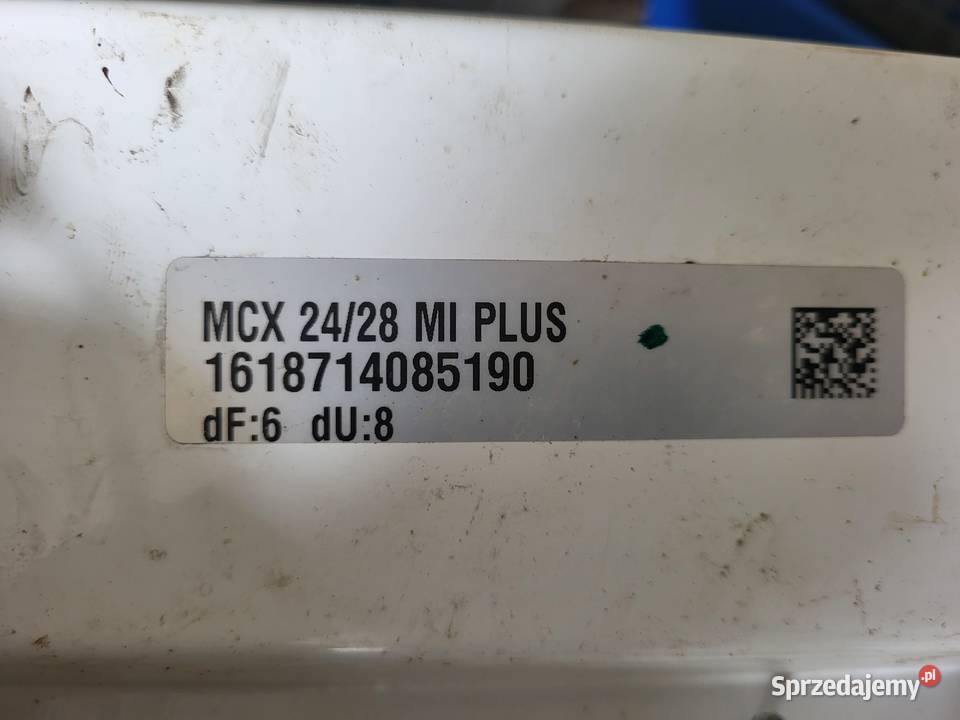 MCX 24/28 MI PLUS
1618714085190
dF:6 dU:8
Sprzedajemy.pl